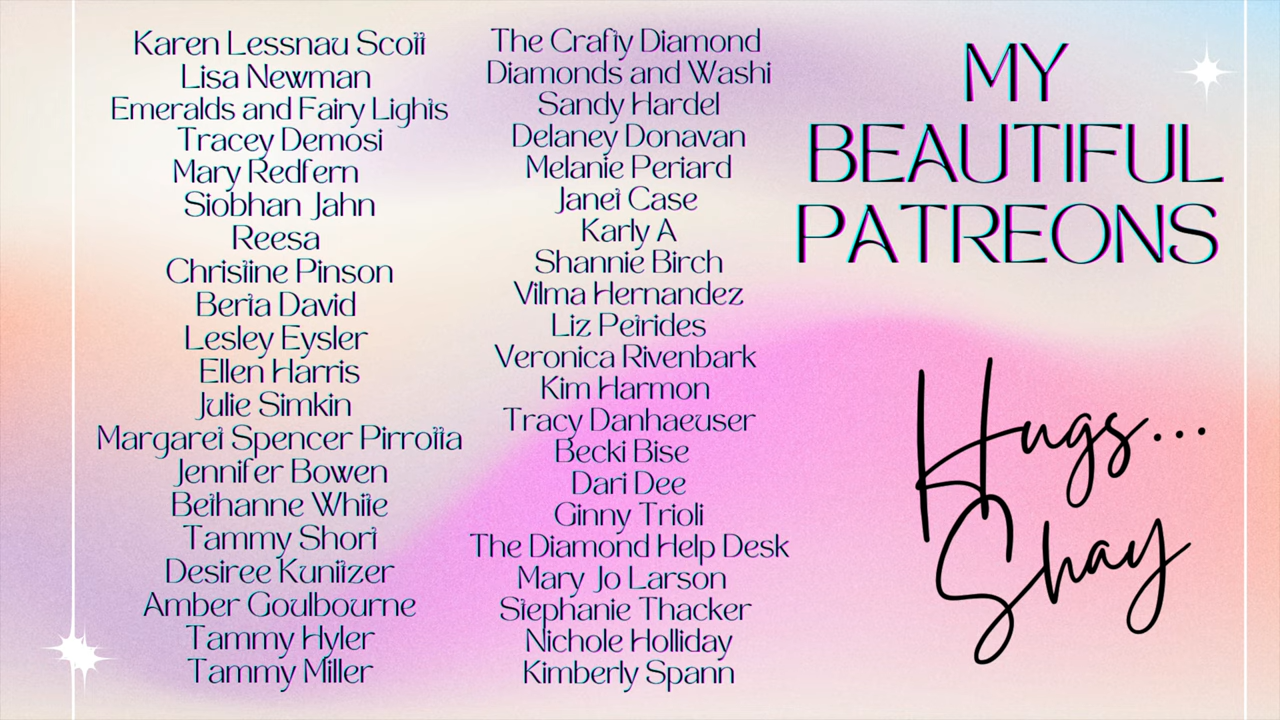 Karen Lessnau Scott
Lisa Newman
Emeralds and Fairy Lights
Tracey Demosi
Mary Redfern
Siobhan Jahn
Reesa
Christine Pinson
Berta David
Lesley Eysler
Ellen Harris
Julie Simkin
Margaret Spencer Pirrotta
Jennifer Bowen
Bethanne White
Tammy Short
Desiree Kunitzer
Amber Goulbourne
Tammy Hyler
Tammy Miller
The Crafty Diamond
Diamonds and Washi
Sandy Hardel
Delaney Donavan
Melanie Periard
Janet Case
Karly A
Shannie Birch
Vilma Hernandez
Liz Petrides
Veronica Rivenbark
Kim Harmon
Tracy Danhaeuser
Becki Bise
Dari Dee
Ginny Trioli
The Diamond Help Desk
Mary Jo Larson
Stephanie Thacker
Nichole Holliday
Kimberly Spann
MY
BEAUTIFUL
PATREONS
Hugs...
Shay